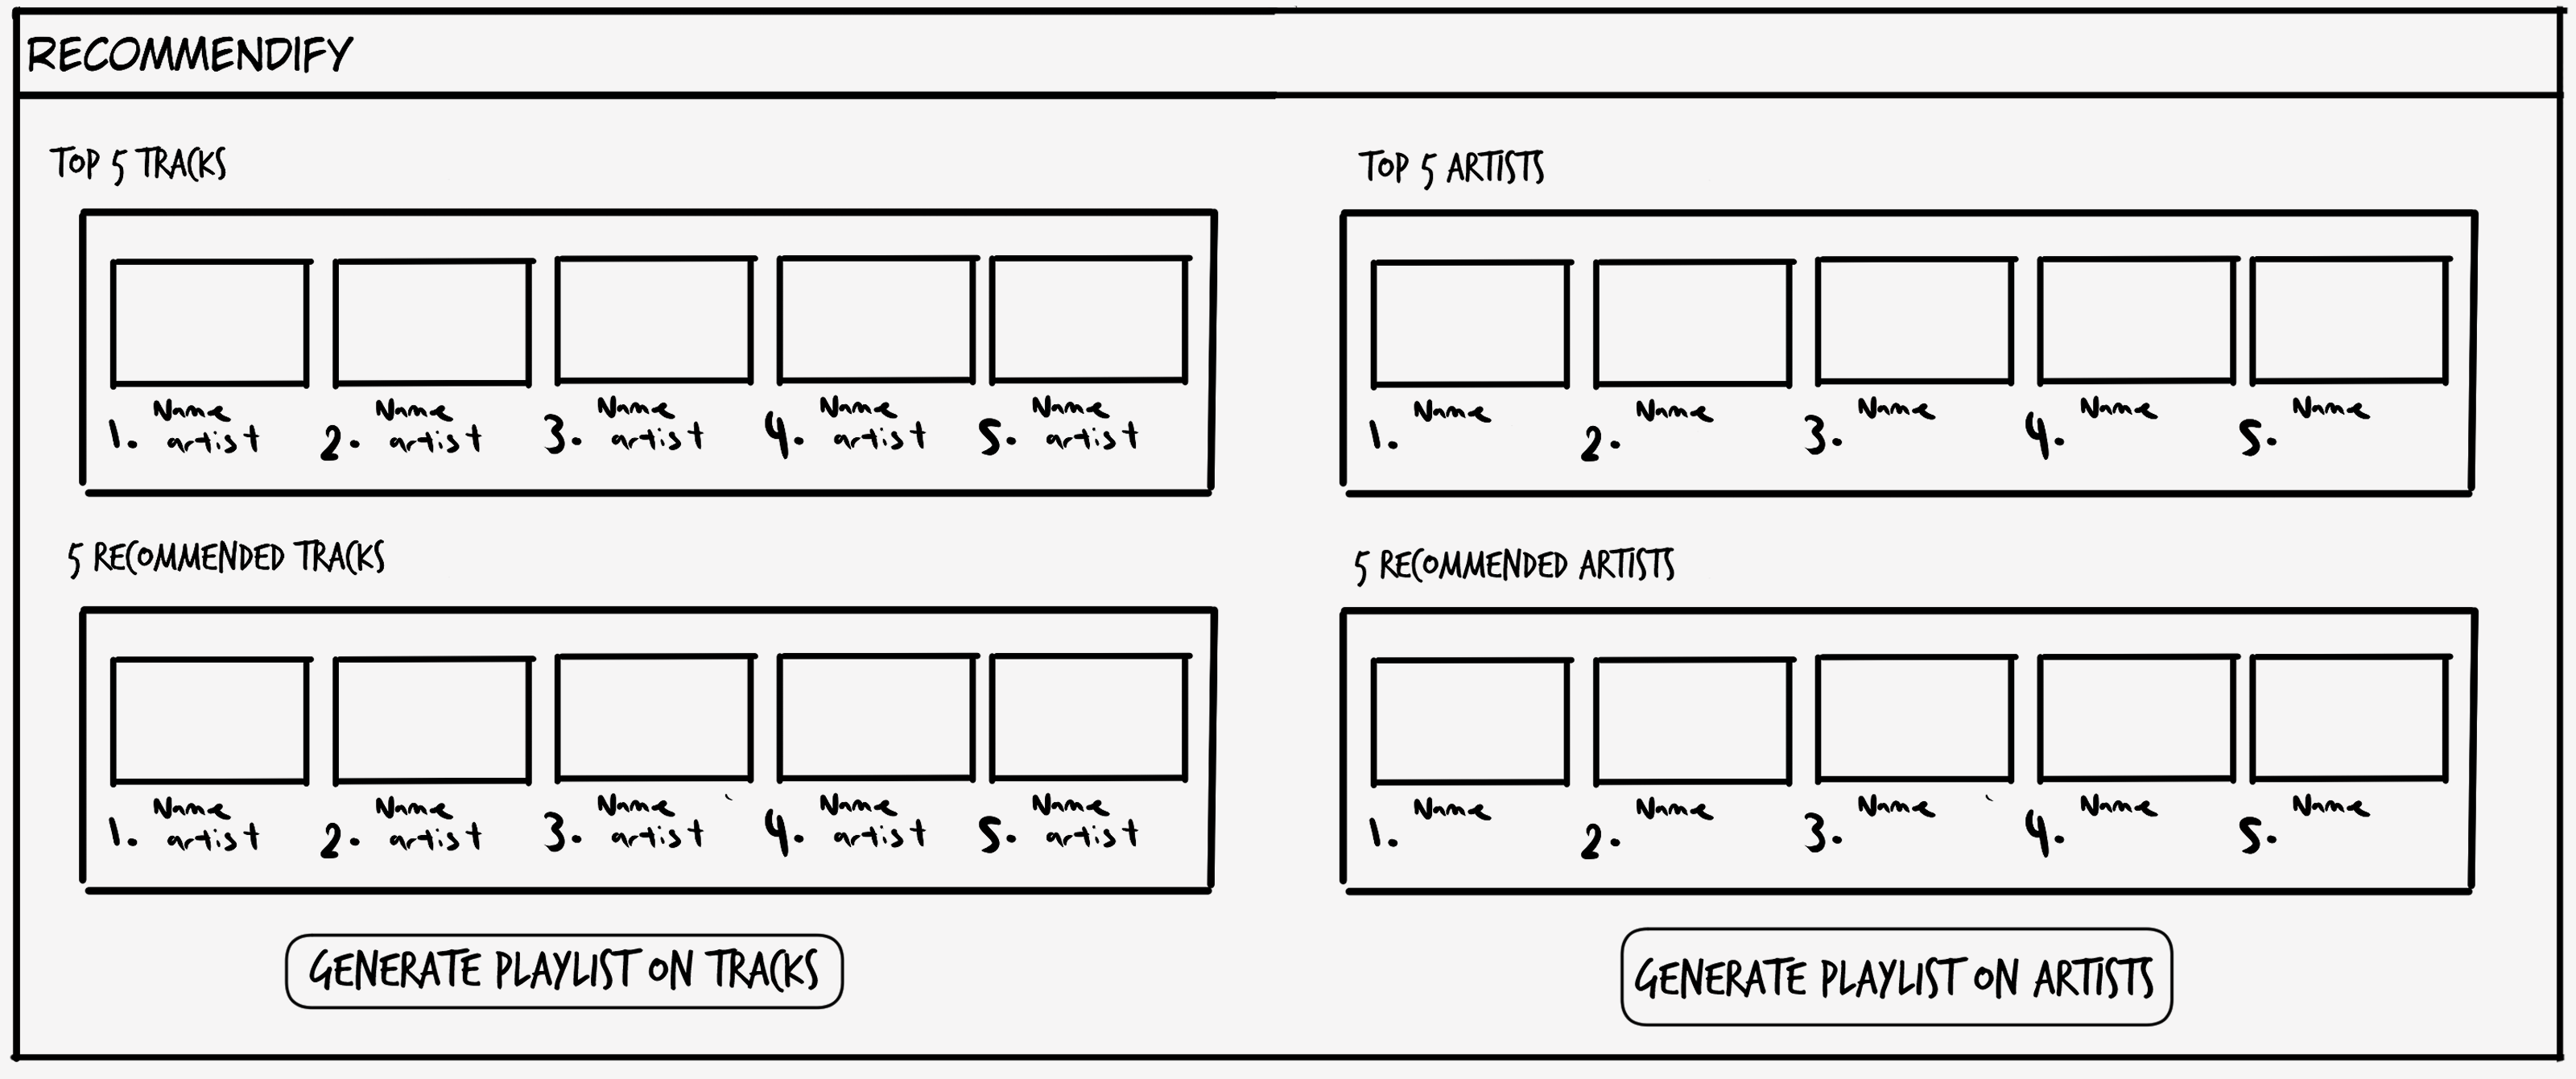 RECOMMENDIFY
TOP 5 TRACKS
1. Name artist
2. Name artist
3. Name artist
4. Name artist
5. Name artist
TOP 5 ARTISTS
1. Name
2. Name
3. Name
4. Name
5. Name
5 RECOMMENDED TRACKS
1. Name artist
2. Name artist
3. Name artist
4. Name artist
5. Name artist
5 RECOMMENDED ARTISTS
1. Name
2. Name
3. Name
4. Name
5. Name
GENERATE PLAYLIST ON TRACKS
GENERATE PLAYLIST ON ARTISTS